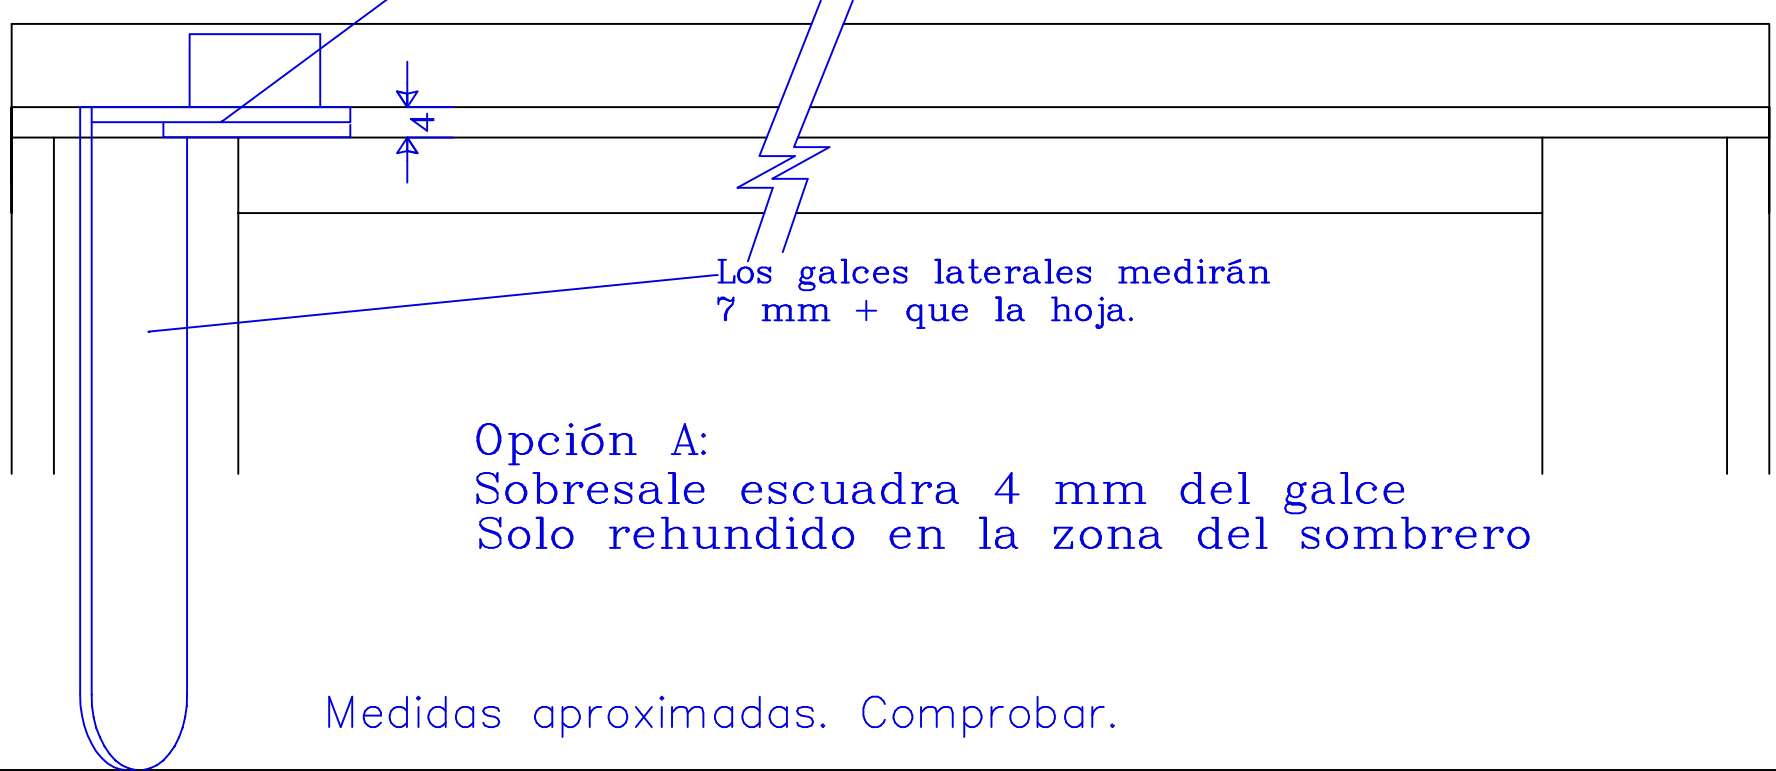 4
Los galces laterales medirán
7 mm + que la hoja.
Opción A:
Sobresale escuadra 4 mm del galce
Solo rehundido en la zona del sombrero
Medidas aproximadas. Comprobar.